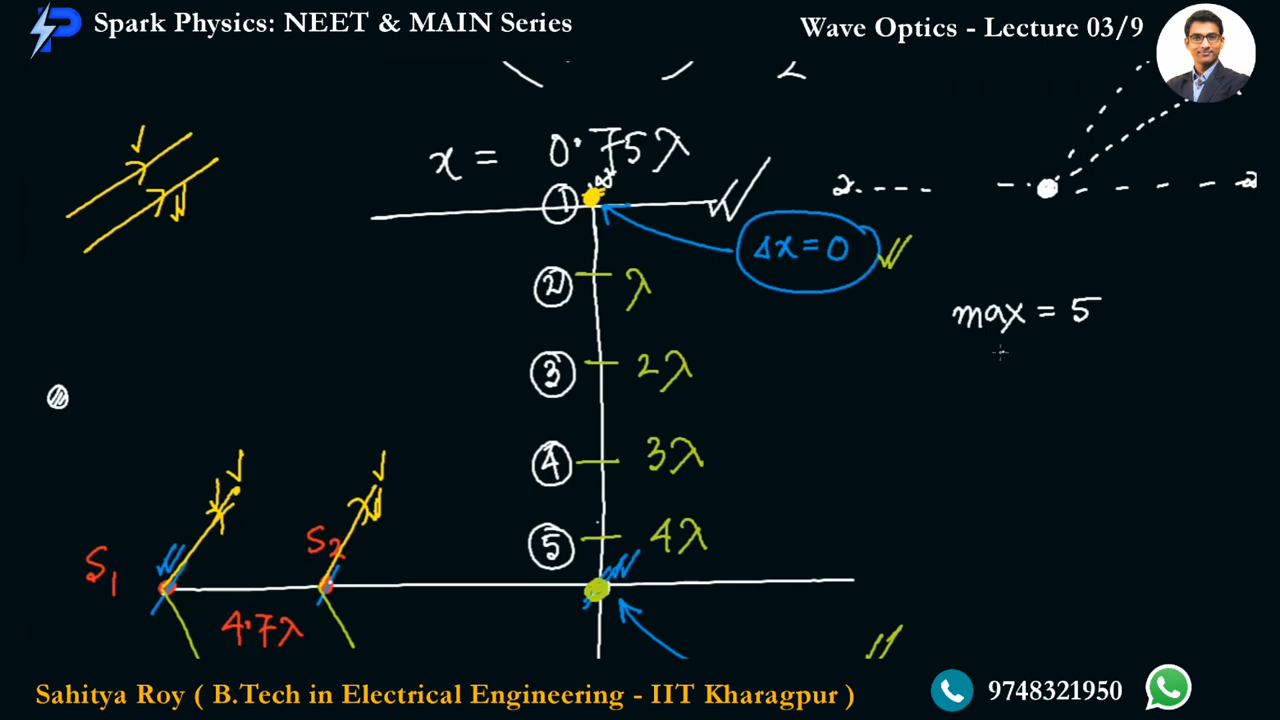 Spark Physics: NEET & MAIN Series
Wave Optics - Lecture 03/9
x = 0.75λ
①
Δx = 0
② λ
max = 5
③ 2λ
④ 3λ
⑤ 4λ
S₁
S₂
4.7λ
Sahitya Roy ( B.Tech in Electrical Engineering - IIT Kharagpur )
9748321950